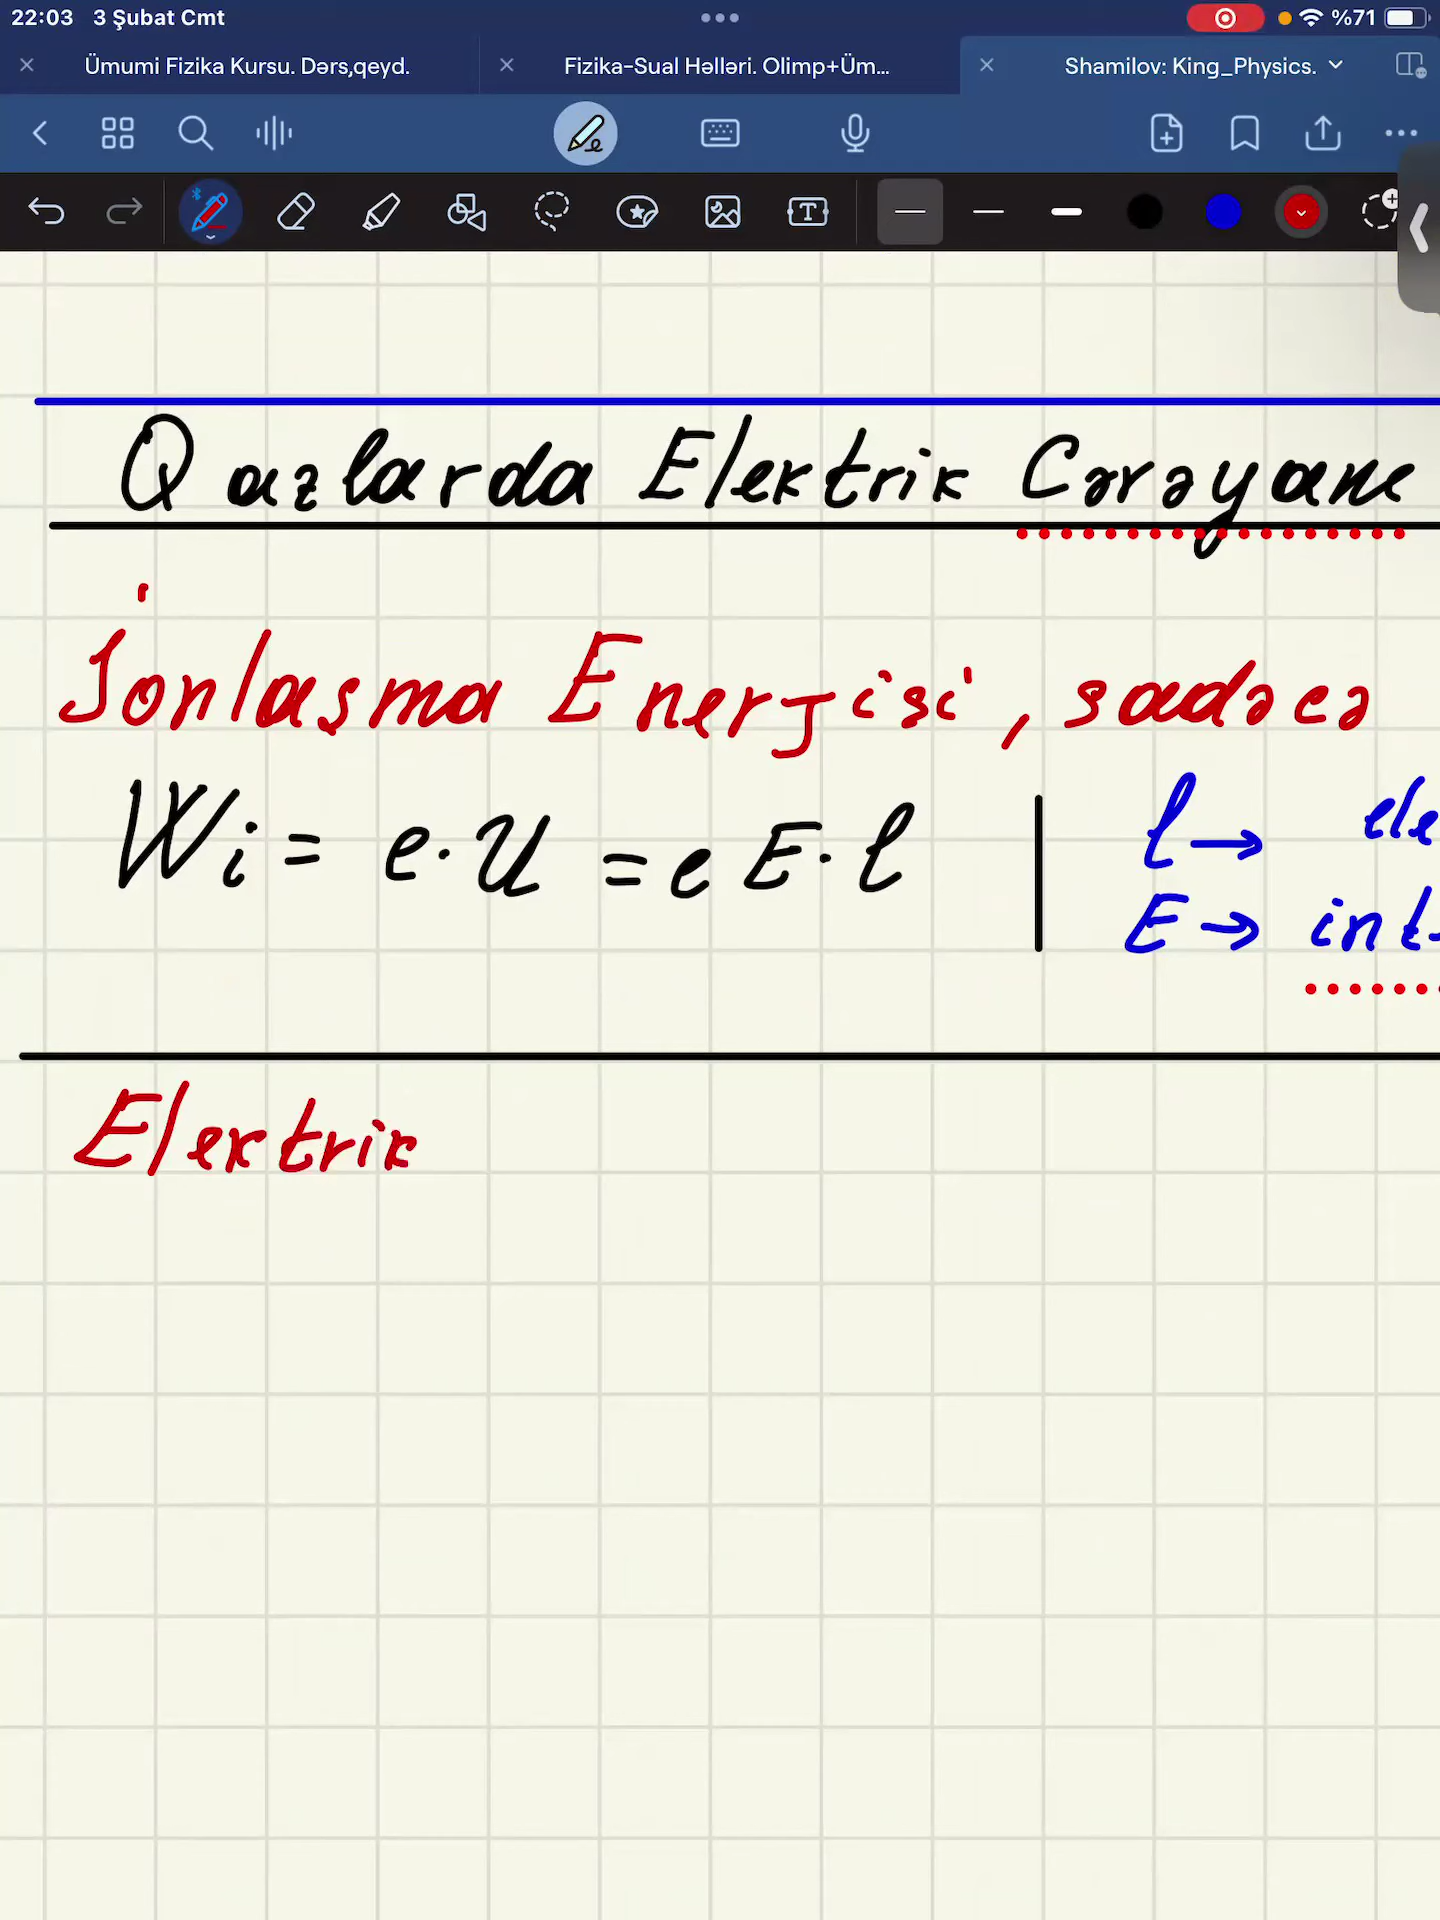 22:03 3 Şubat Cmt %71
Ümumi Fizika Kursu. Dərs,qeyd. Fizika-Sual Həlləri. Olimp+Üm... Shamilov: King_Physics.
Qazlarda Elektrik Cərəyanı
İonlaşma Enerjisi, sadəcə
Wi = e·U = eE·l
l → ele
E → int
Elektrik